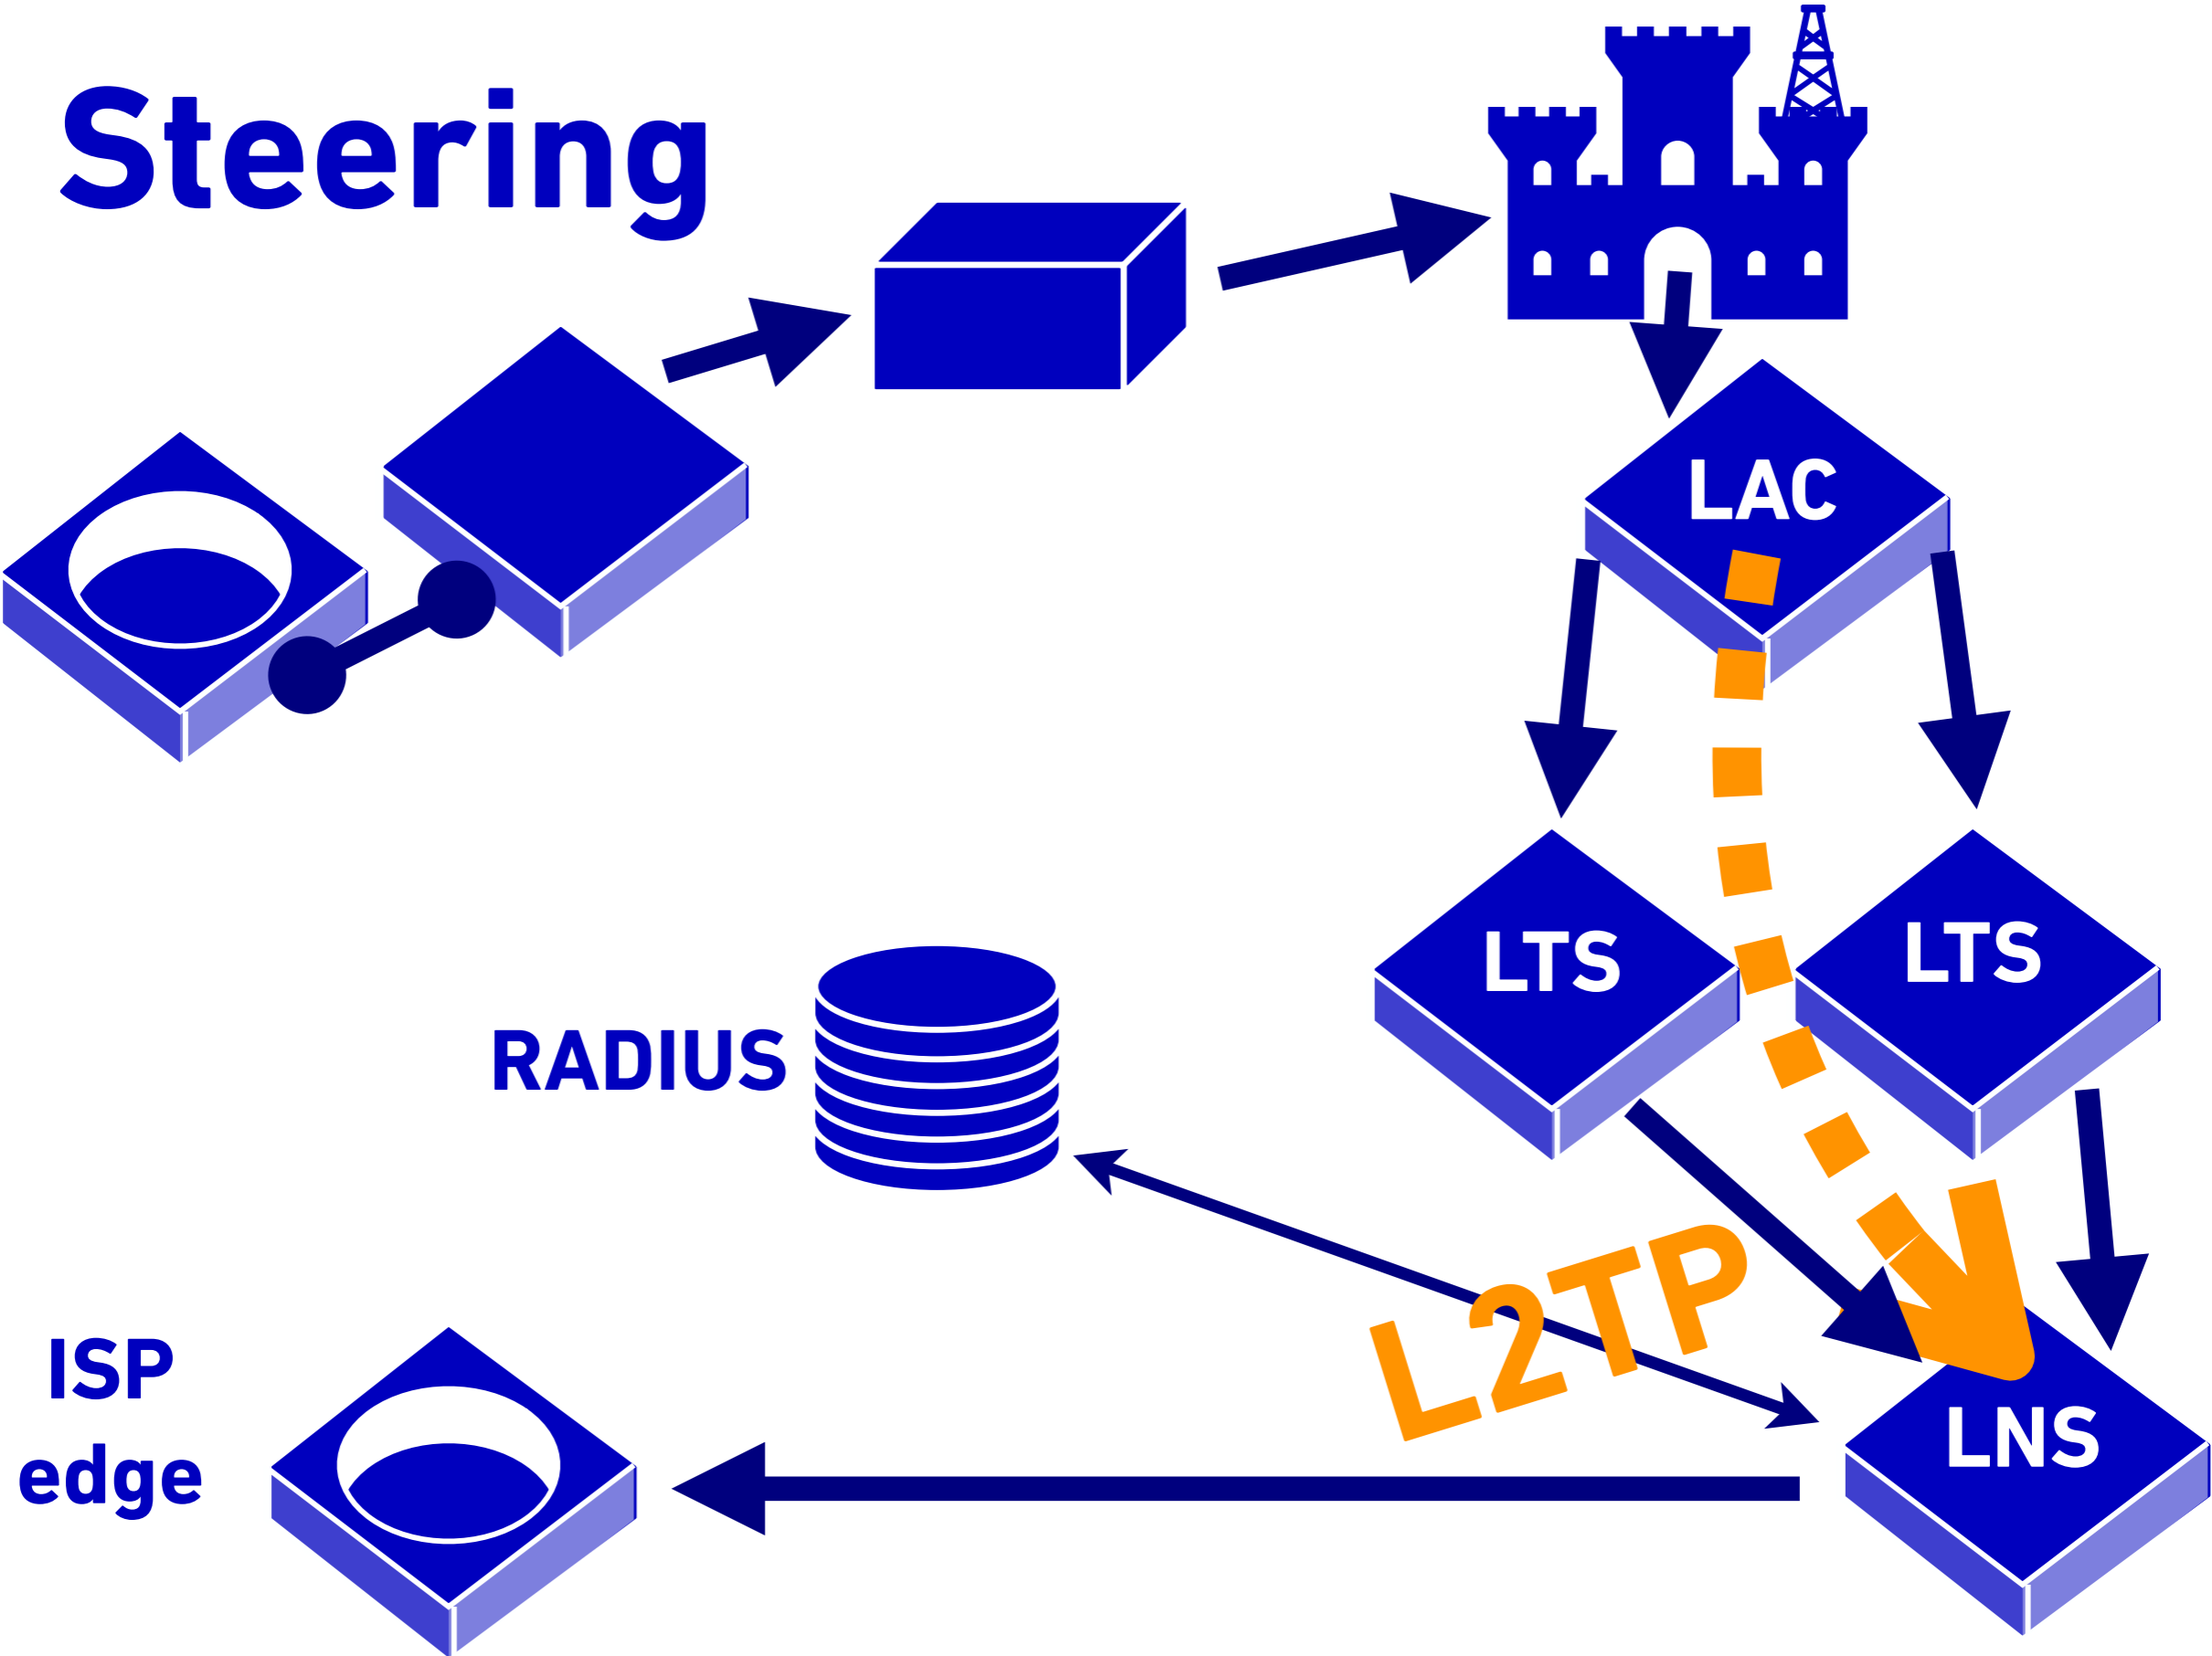 Steering
LAC
LTS
LTS
RADIUS
L2TP
ISP
edge
LNS